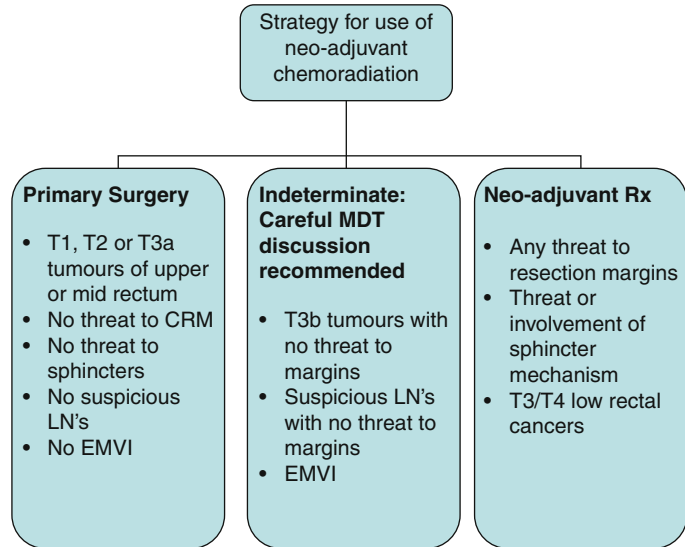 Strategy for use of
neo-adjuvant
chemoradiation
Primary Surgery
• T1, T2 or T3a
tumours of upper
or mid rectum
• No threat to CRM
• No threat to
sphincters
• No suspicious
LN's
• No EMVI
Indeterminate:
Careful MDT
discussion
recommended
• T3b tumours with
no threat to
margins
• Suspicious LN's
with no threat to
margins
• EMVI
Neo-adjuvant Rx
• Any threat to
resection margins
• Threat or
involvement of
sphincter
mechanism
• T3/T4 low rectal
cancers